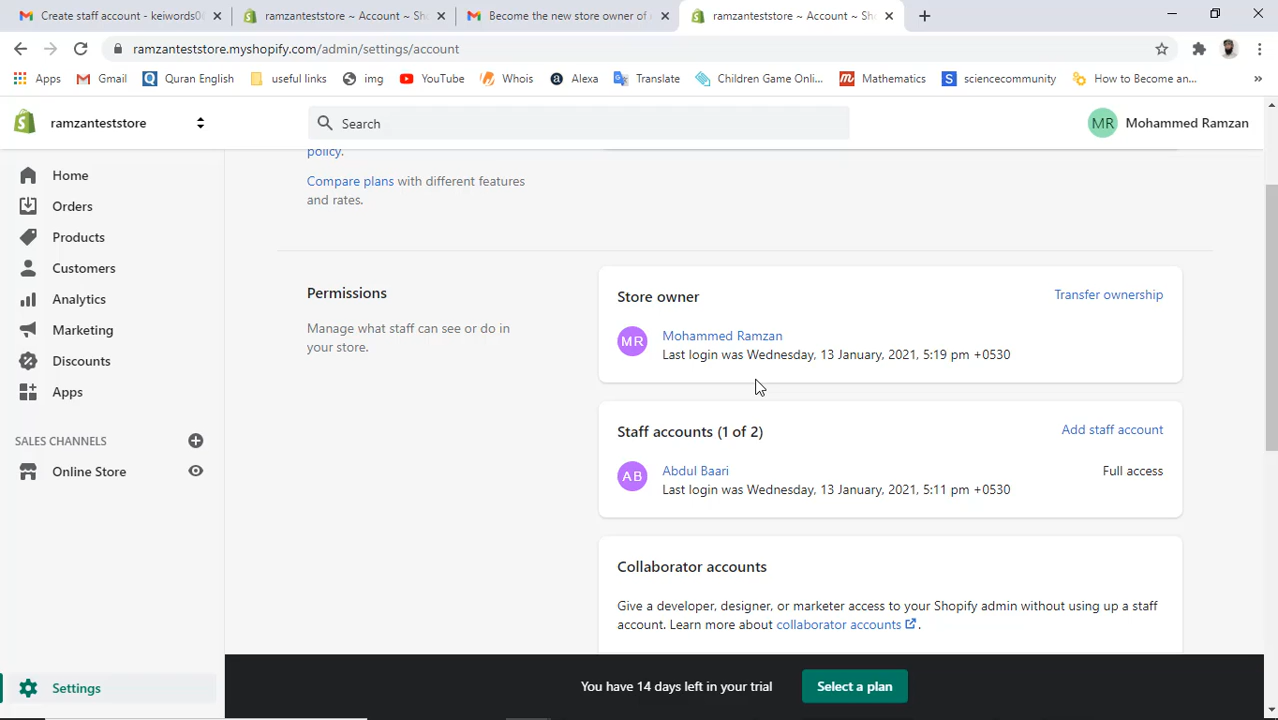 Create staff account - keiwords0
ramzanteststore ~ Account ~ Sh
Become the new store owner of
ramzanteststore ~ Account ~ Sh
ramzanteststore.myshopify.com/admin/settings/account
Apps
Gmail
Quran English
useful links
img
YouTube
Whois
Alexa
Translate
Children Game Onl...
Mathematics
sciencecommunity
How to Become an...
ramzanteststore
Search
MR
Mohammed Ramzan
Home
Orders
Products
Customers
Analytics
Marketing
Discounts
Apps
SALES CHANNELS
Online Store
Settings
policy.
Compare plans with different features
and rates.
Permissions
Manage what staff can see or do in
your store.
Store owner
Transfer ownership
MR
Mohammed Ramzan
Last login was Wednesday, 13 January, 2021, 5:19 pm +0530
Staff accounts (1 of 2)
Add staff account
AB
Abdul Baari
Full access
Last login was Wednesday, 13 January, 2021, 5:11 pm +0530
Collaborator accounts
Give a developer, designer, or marketer access to your Shopify admin without using up a staff
account. Learn more about collaborator accounts.
You have 14 days left in your trial
Select a plan